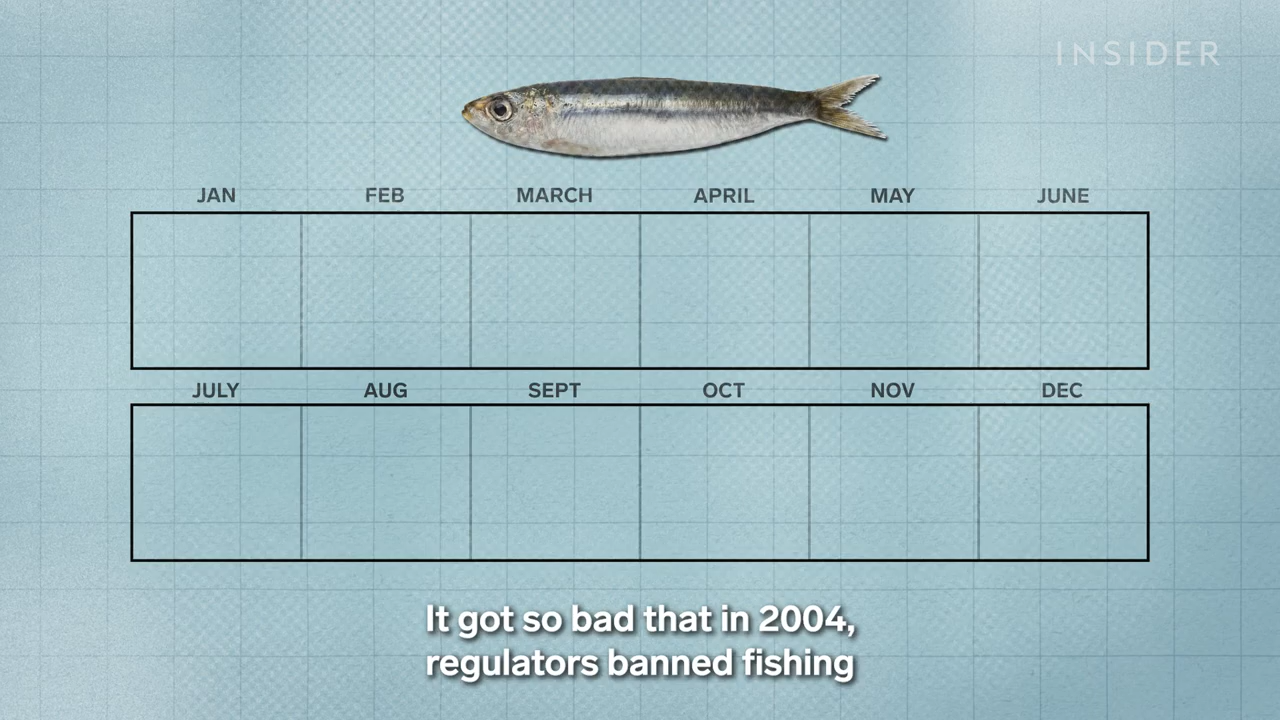 INSIDER
JAN FEB MARCH APRIL MAY JUNE
JULY AUG SEPT OCT NOV DEC
It got so bad that in 2004,
regulators banned fishing